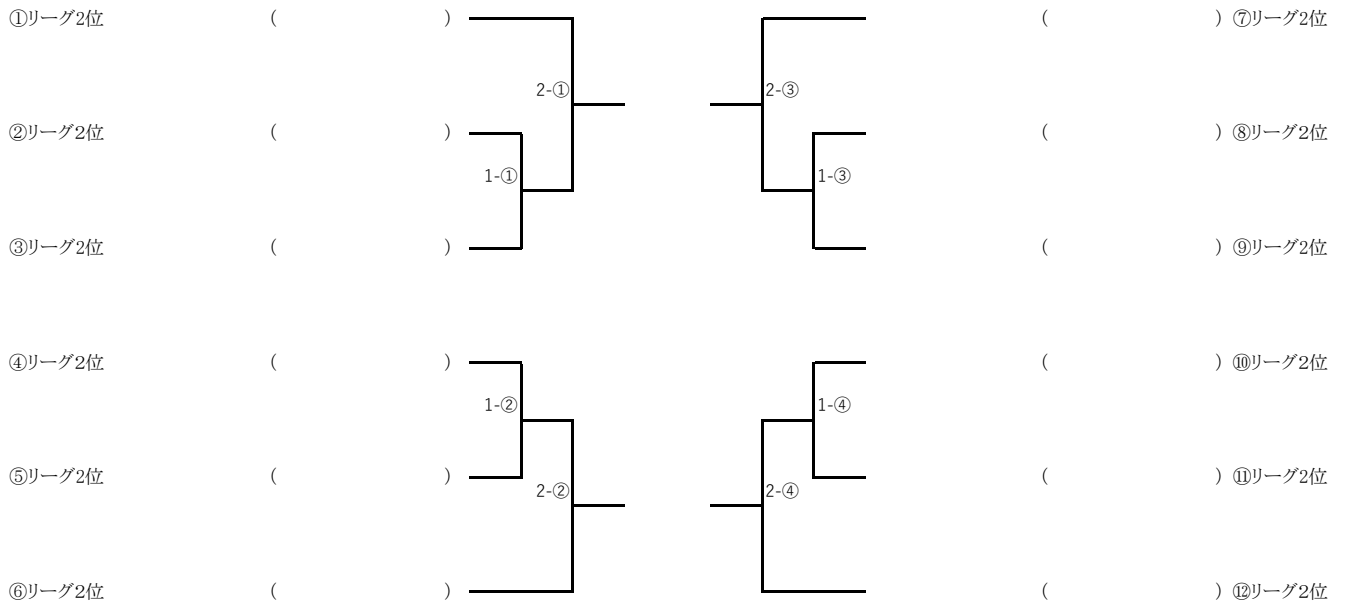 ①リーグ2位 ( ) ( ) ⑦リーグ2位
2-① 2-③
②リーグ2位 ( ) ( ) ⑧リーグ2位
1-① 1-③
③リーグ2位 ( ) ( ) ⑨リーグ2位
④リーグ2位 ( ) ( ) ⑩リーグ2位
1-② 1-④
⑤リーグ2位 ( ) ( ) ⑪リーグ2位
2-② 2-④
⑥リーグ2位 ( ) ( ) ⑫リーグ2位